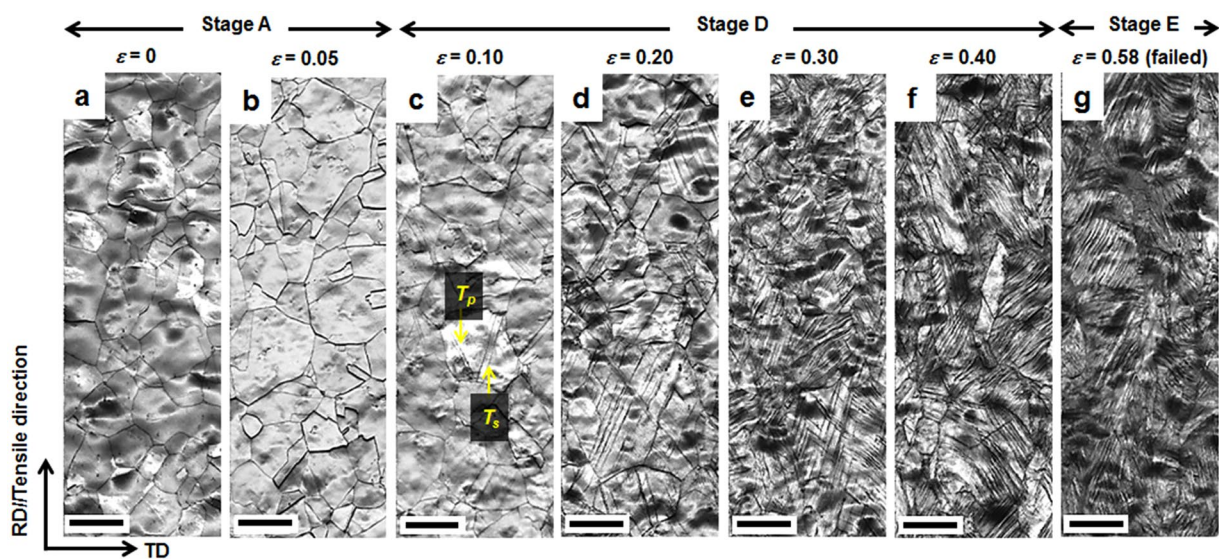 Stage A
Stage D
Stage E
ε = 0
ε = 0.05
ε = 0.10
ε = 0.20
ε = 0.30
ε = 0.40
ε = 0.58 (failed)
a
b
c
d
e
f
g
Tp
Ts
RD//Tensile direction
TD